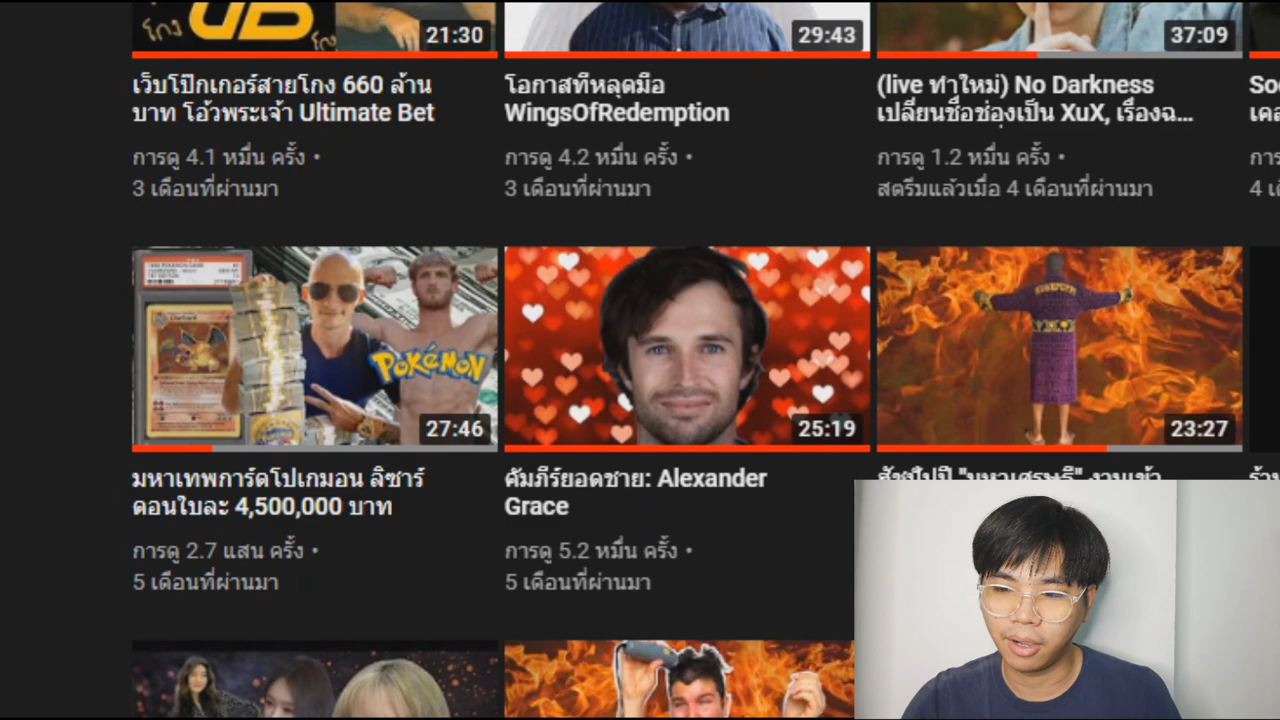 โกง
UB
โกง
21:30
29:43
37:09
เว็บโป๊กเกอร์สายโกง 660 ล้าน
บาท โอ้วพระเจ้า Ultimate Bet
การดู 4.1 หมื่น ครั้ง •
3 เดือนที่ผ่านมา
โอกาสที่หลุดมือ
WingsOfRedemption
การดู 4.2 หมื่น ครั้ง •
3 เดือนที่ผ่านมา
(live ทำใหม่) No Darkness
เปลี่ยนชื่อช่องเป็น XuX, เรื่องฉ...
การดู 1.2 หมื่น ครั้ง •
สตรีมแล้วเมื่อ 4 เดือนที่ผ่านมา
POKéMON
27:46
25:19
23:27
มหาเทพการ์ดโปเกมอน ลิซาร์
ดอนใบละ 4,500,000 บาท
การดู 2.7 แสน ครั้ง •
5 เดือนที่ผ่านมา
คัมภีร์ยอดชาย: Alexander
Grace
การดู 5.2 หมื่น ครั้ง •
5 เดือนที่ผ่านมา